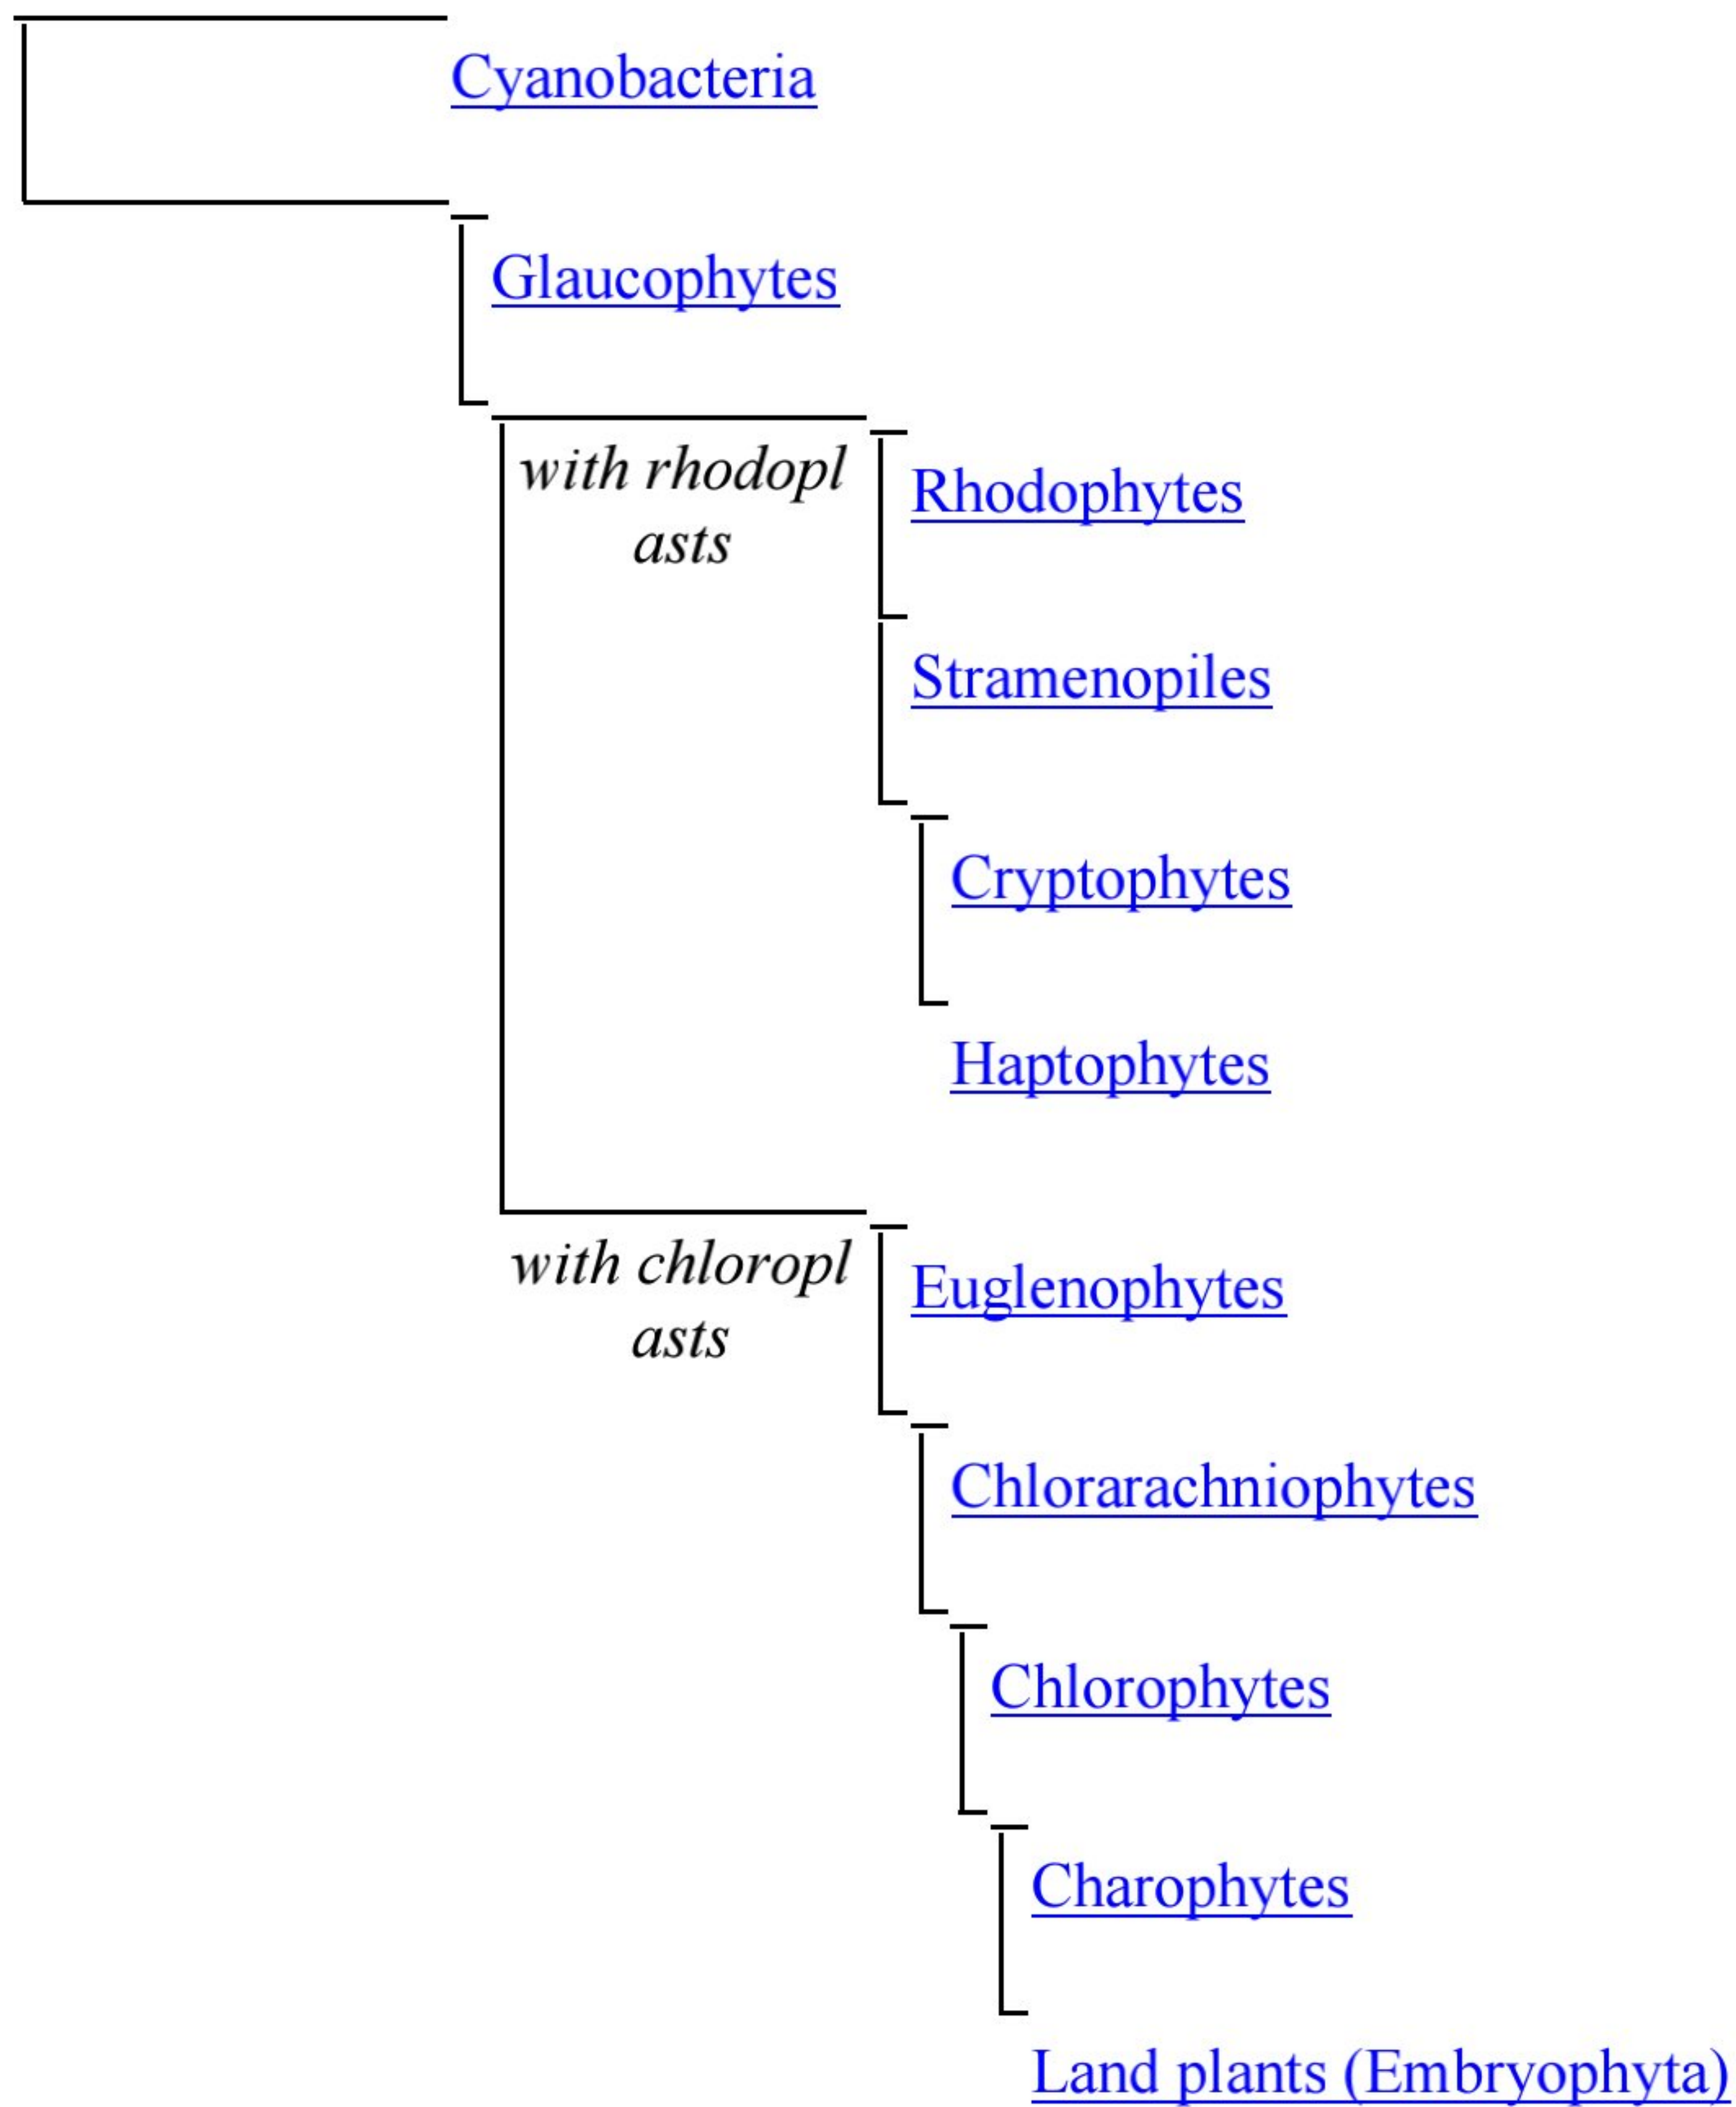 Cyanobacteria
Glaucophytes
with rhodopl
asts
Rhodophytes
Stramenopiles
Cryptophytes
Haptophytes
with chloropl
asts
Euglenophytes
Chlorarachniophytes
Chlorophytes
Charophytes
Land plants (Embryophyta)